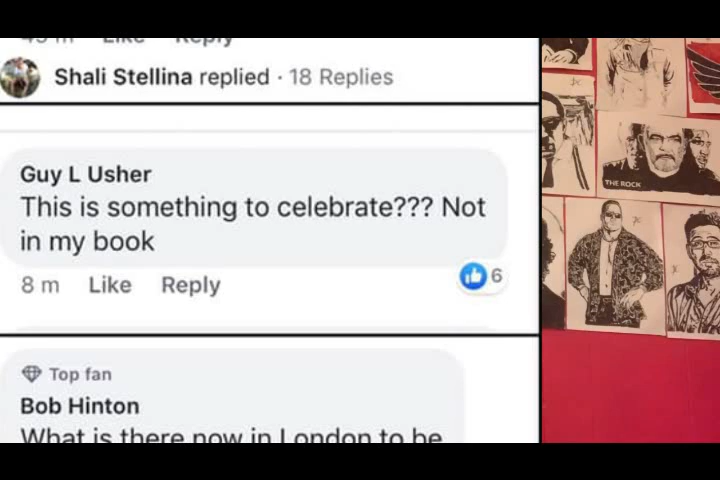 Shali Stellina replied · 18 Replies
Guy L Usher
This is something to celebrate??? Not
in my book
8 m Like Reply
6
Top fan
Bob Hinton
What is there now in London to be
THE ROCK